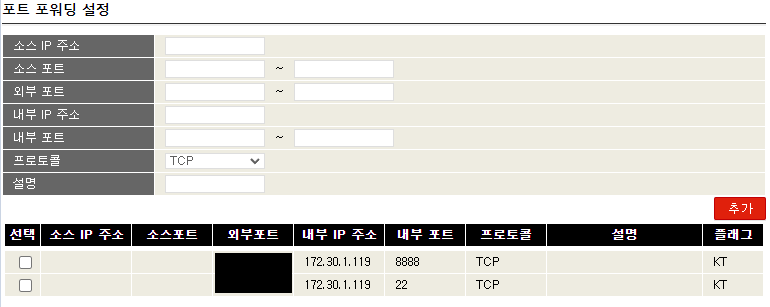 포트 포워딩 설정
소스 IP 주소
소스 포트 ~
외부 포트 ~
내부 IP 주소
내부 포트 ~
프로토콜 TCP
설명
추가
선택 소스 IP 주소 소스포트 외부포트 내부 IP 주소 내부 포트 프로토콜 설명 플래그
172.30.1.119 8888 TCP KT
172.30.1.119 22 TCP KT